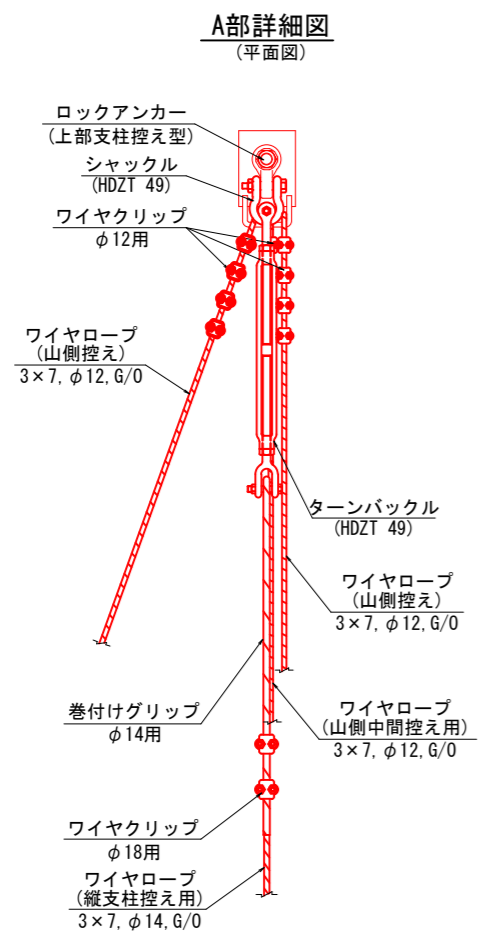 A部詳細図
(平面図)
ロックアンカー
(上部支柱控え型)
シャックル
(HDZT 49)
ワイヤクリップ
φ12用
ワイヤロープ
(山側控え)
3×7,φ12,G/O
ターンバックル
(HDZT 49)
ワイヤロープ
(山側控え)
3×7,φ12,G/O
巻付けグリップ
φ14用
ワイヤロープ
(山側中間控え用)
3×7,φ12,G/O
ワイヤクリップ
φ18用
ワイヤロープ
(縦支柱控え用)
3×7,φ14,G/O